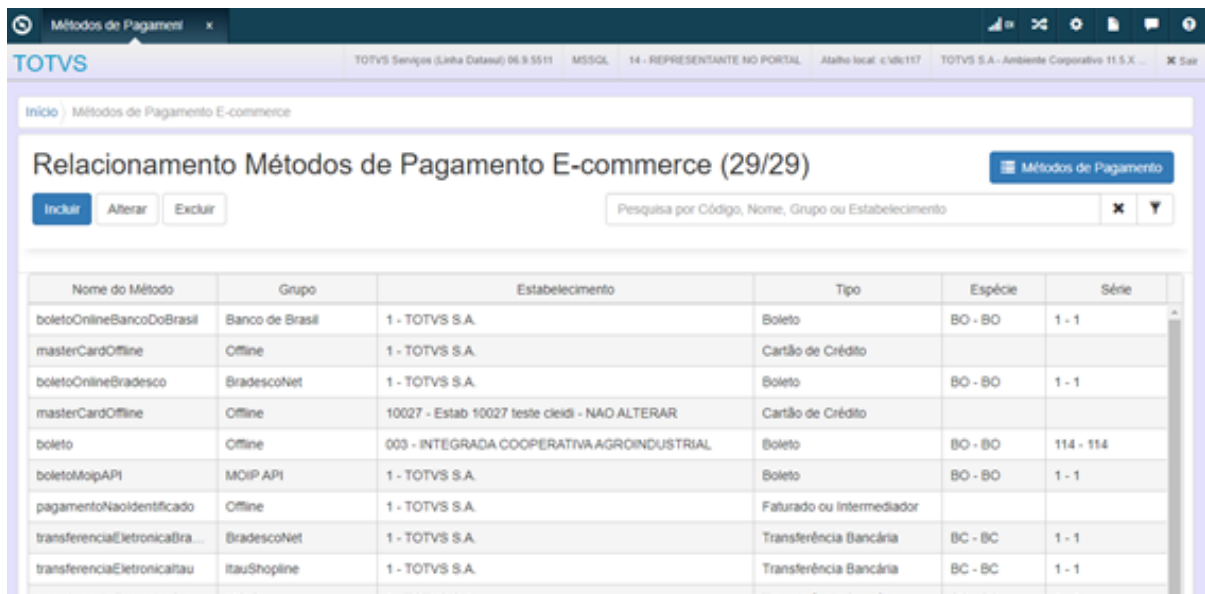 Métodos de Pagament x
TOTVS TOTVS Serviços (Linha Datasul) 06.9.5511 MSSQL 14 - REPRESENTANTE NO PORTAL Atalho local: c:\dlc117 TOTVS S.A - Ambiente Corporativo 11.5.X ... Sair
Início Métodos de Pagamento E-commerce
Relacionamento Métodos de Pagamento E-commerce (29/29) Métodos de Pagamento
Incluir Alterar Excluir Pesquisa por Código, Nome, Grupo ou Estabelecimento
Nome do Método Grupo Estabelecimento Tipo Espécie Série
boletoOnlineBancoDoBrasil Banco de Brasil 1 - TOTVS S.A. Boleto BO - BO 1 - 1
masterCardOffline Offline 1 - TOTVS S.A. Cartão de Crédito
boletoOnlineBradesco BradescoNet 1 - TOTVS S.A. Boleto BO - BO 1 - 1
masterCardOffline Offline 10027 - Estab 10027 teste cleidi - NAO ALTERAR Cartão de Crédito
boleto Offline 003 - INTEGRADA COOPERATIVA AGROINDUSTRIAL Boleto BO - BO 114 - 114
boletoMoipAPI MOIP API 1 - TOTVS S.A. Boleto BO - BO 1 - 1
pagamentoNaoIdentificado Offline 1 - TOTVS S.A. Faturado ou Intermediador
transferenciaEletronicaBra... BradescoNet 1 - TOTVS S.A. Transferência Bancária BC - BC 1 - 1
transferenciaEletronicaItau ItauShopline 1 - TOTVS S.A. Transferência Bancária BC - BC 1 - 1